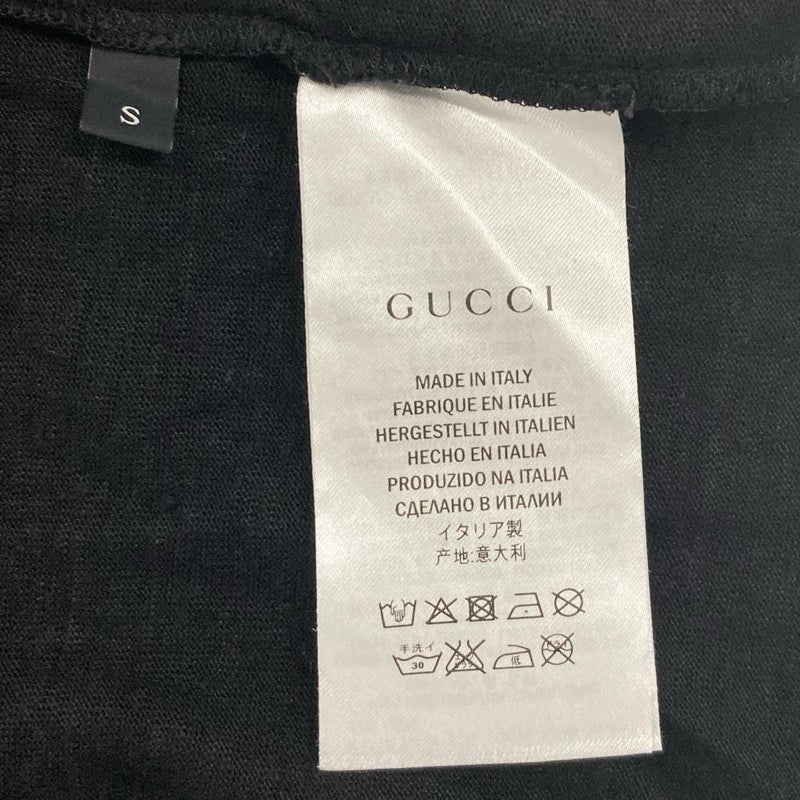 S
GUCCI
MADE IN ITALY
FABRIQUE EN ITALIE
HERGESTELLT IN ITALIEN
HECHO EN ITALIA
PRODUZIDO NA ITALIA
СДЕЛАНО В ИТАЛИИ
イタリア製
产地:意大利
手洗イ
30
低